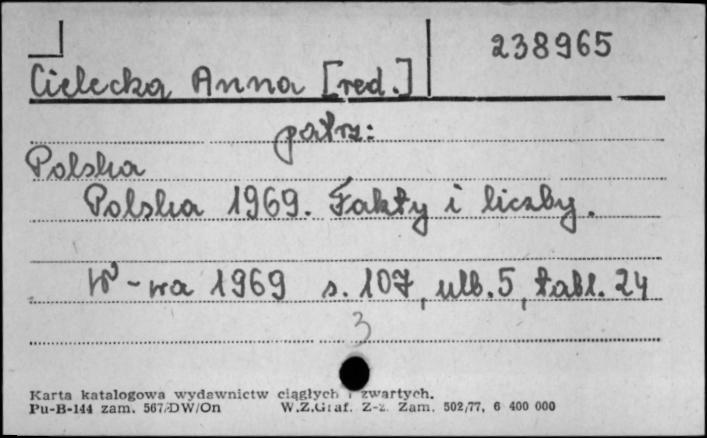 238965
Cielecka Anna [red.]
patrz:
Polska
Polska 1969. Fakty i liczby.
W-wa 1969 s. 107, ulb. 5, tabl. 24
3
Karta katalogowa wydawnictw ciągłych i zwartych.
Pu-B-144 zam. 567/DW/On W.Z.Graf. Z-z. Zam. 502/77, 6 400 000